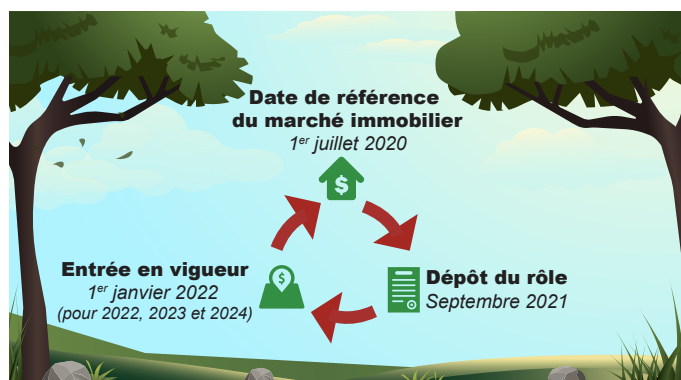 Date de référence
du marché immobilier
1er juillet 2020
$
Entrée en vigueur
1er janvier 2022
(pour 2022, 2023 et 2024)
$
Dépôt du rôle
Septembre 2021